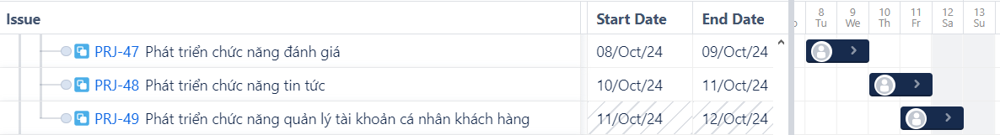 Issue Start Date End Date 8 9 10 11 12 13
Tu We Th Fr Sa Su
PRJ-47 Phát triển chức năng đánh giá 08/Oct/24 09/Oct/24
PRJ-48 Phát triển chức năng tin tức 10/Oct/24 11/Oct/24
PRJ-49 Phát triển chức năng quản lý tài khoản cá nhân khách hàng 11/Oct/24 12/Oct/24